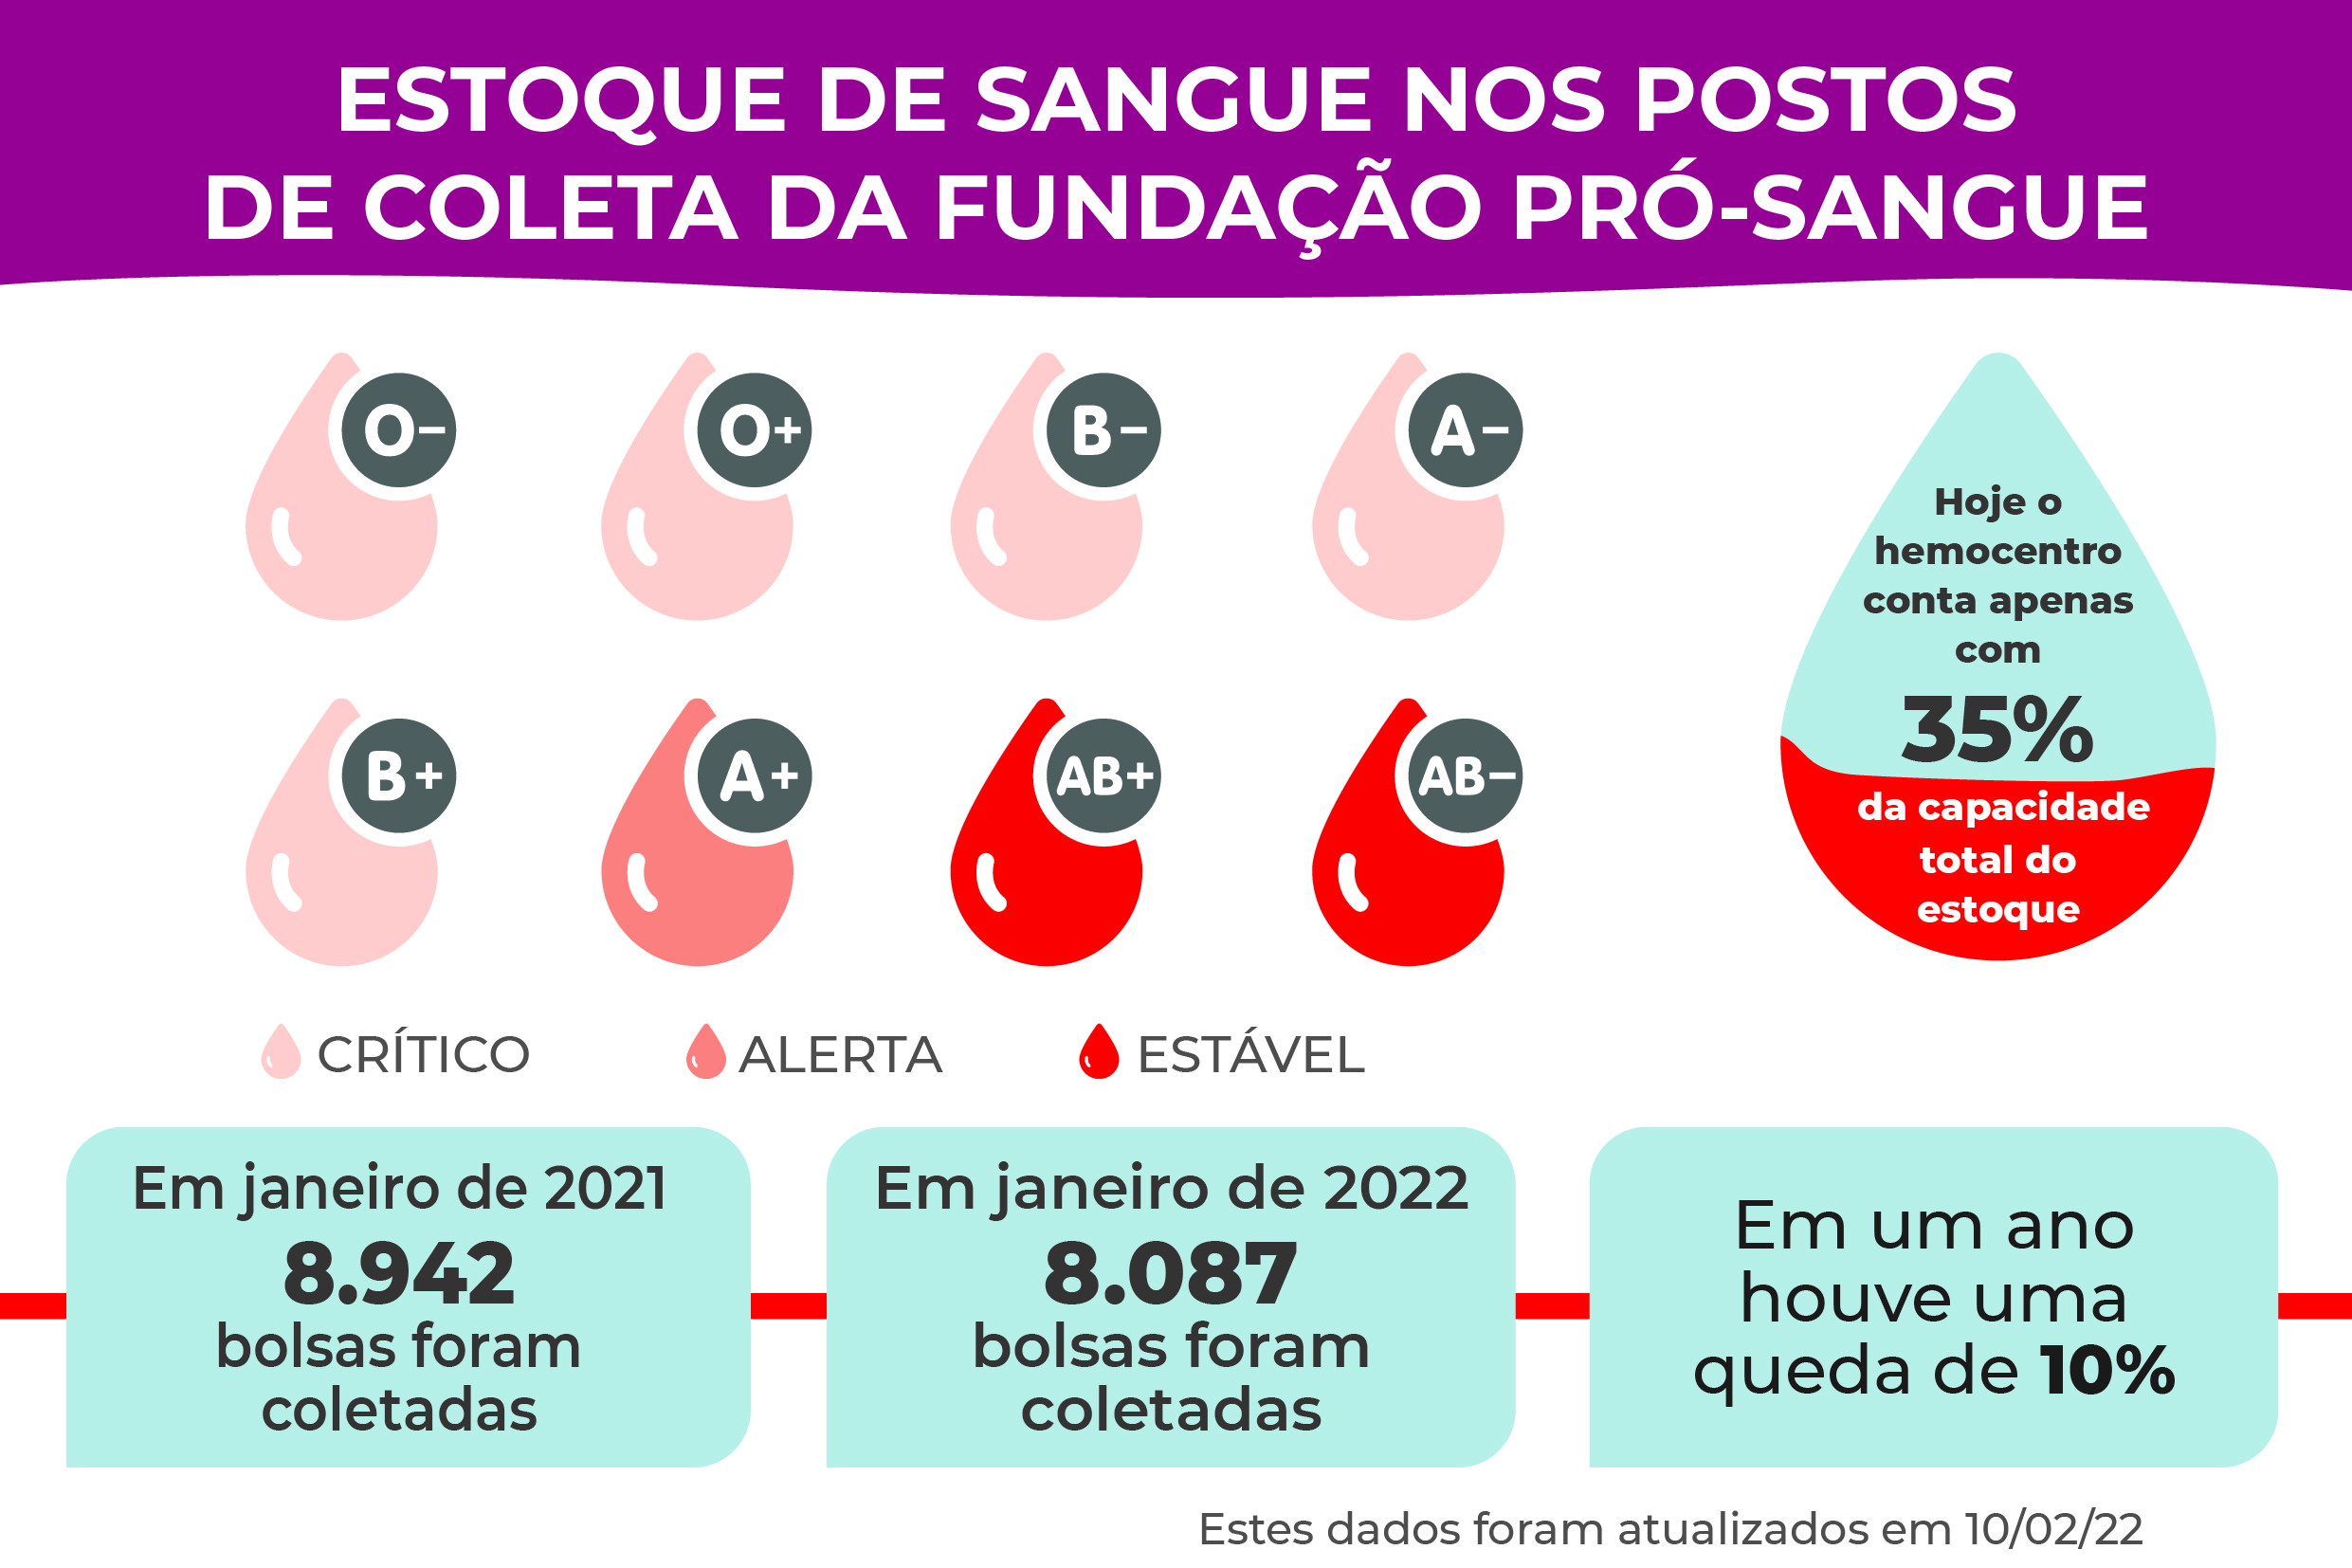 ESTOQUE DE SANGUE NOS POSTOS
DE COLETA DA FUNDAÇÃO PRÓ-SANGUE
O-
O+
B-
A-
B+
A+
AB+
AB-
Hoje o
hemocentro
conta apenas
com
35%
da capacidade
total do
estoque
CRÍTICO
ALERTA
ESTÁVEL
Em janeiro de 2021
8.942
bolsas foram
coletadas
Em janeiro de 2022
8.087
bolsas foram
coletadas
Em um ano
houve uma
queda de 10%
Estes dados foram atualizados em 10/02/22